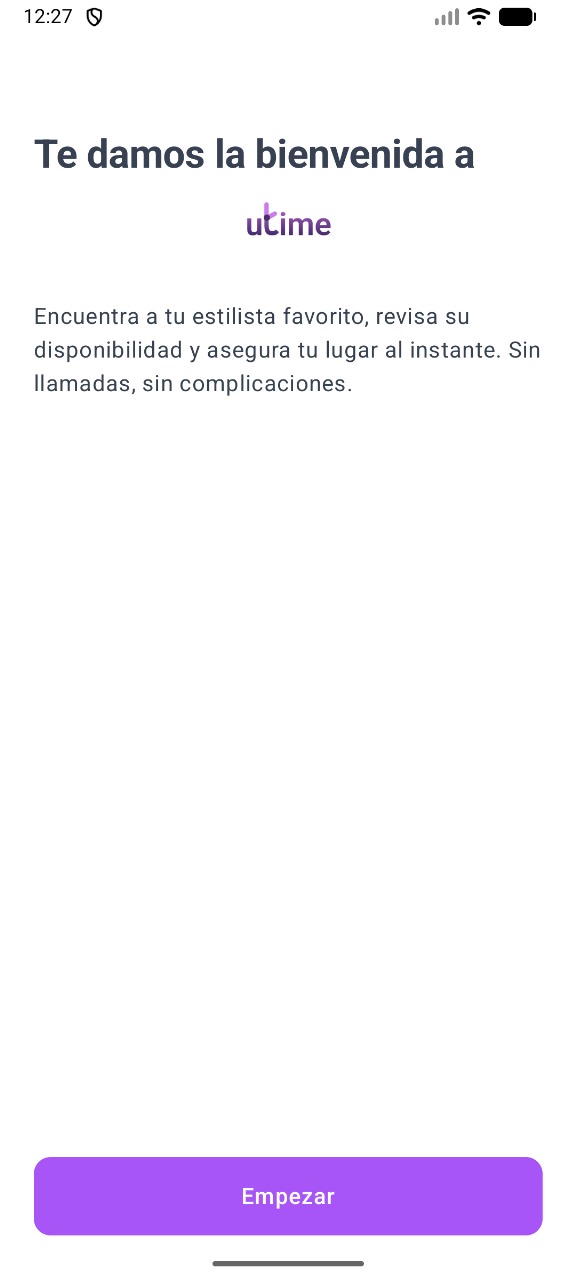 12:27
Te damos la bienvenida a
utime
Encuentra a tu estilista favorito, revisa su
disponibilidad y asegura tu lugar al instante. Sin
llamadas, sin complicaciones.
Empezar